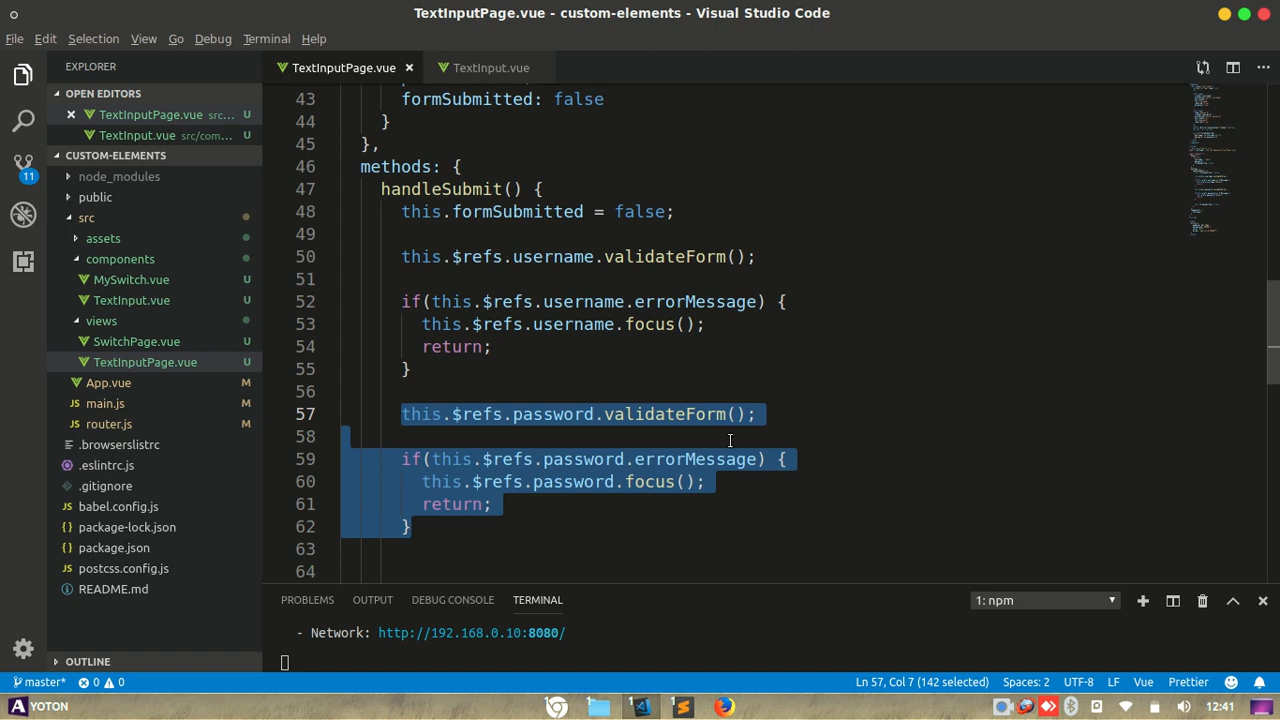 TextInputPage.vue - custom-elements - Visual Studio Code
File Edit Selection View Go Debug Terminal Help
EXPLORER
OPEN EDITORS
TextInputPage.vue src... U
TextInput.vue src/com... U
CUSTOM-ELEMENTS
node_modules
public
src
assets
components
MySwitch.vue U
TextInput.vue U
views
SwitchPage.vue U
TextInputPage.vue U
App.vue M
main.js M
router.js M
.browserslistrc
.eslintrc.js
.gitignore
babel.config.js
package-lock.json
package.json
postcss.config.js
README.md
OUTLINE
11
TextInputPage.vue
TextInput.vue
43 formSubmitted: false
44 }
45 },
46 methods: {
47 handleSubmit() {
48 this.formSubmitted = false;
49
50 this.$refs.username.validateForm();
51
52 if(this.$refs.username.errorMessage) {
53 this.$refs.username.focus();
54 return;
55 }
56
57 this.$refs.password.validateForm();
58
59 if(this.$refs.password.errorMessage) {
60 this.$refs.password.focus();
61 return;
62 }
63
64
PROBLEMS OUTPUT DEBUG CONSOLE TERMINAL 1: npm
- Network: http://192.168.0.10:8080/
master* 0 0 Ln 57, Col 7 (142 selected) Spaces: 2 UTF-8 LF Vue Prettier
YOTON 12:41